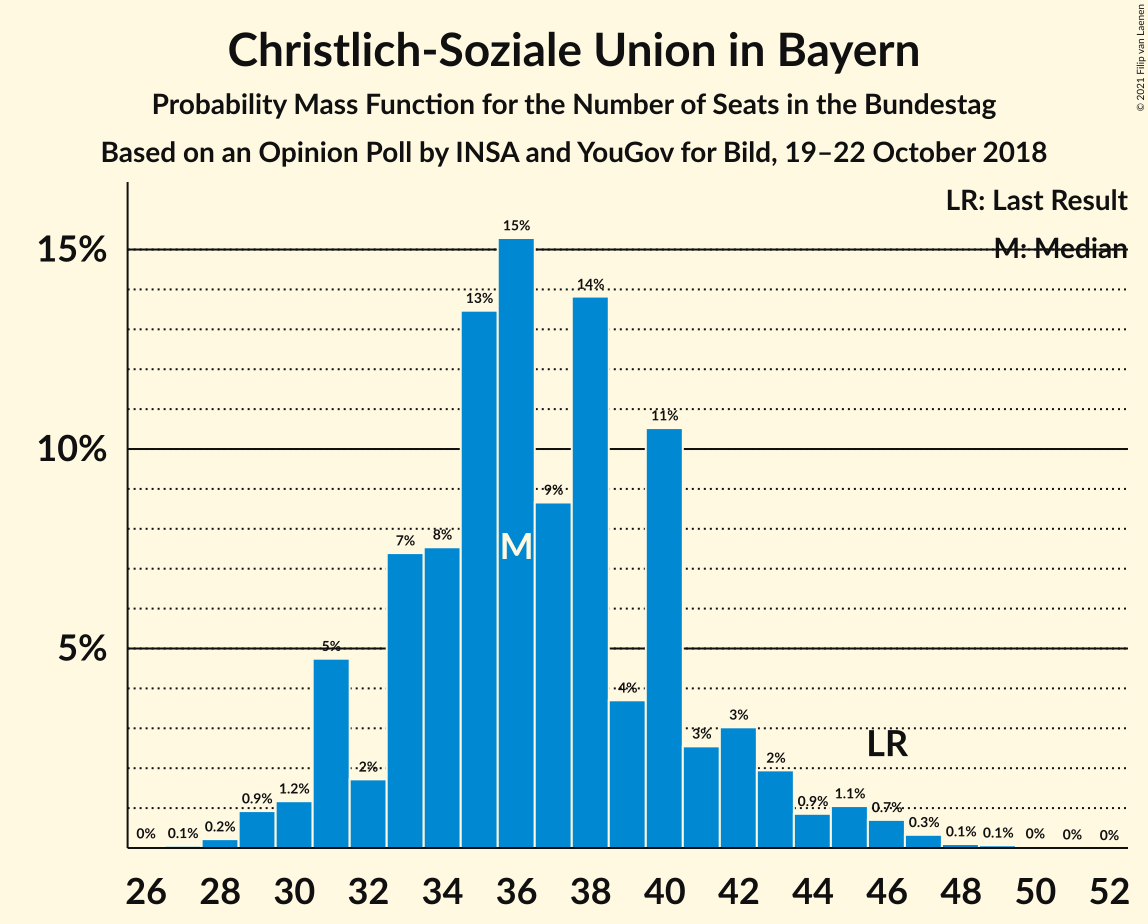 Christlich-Soziale Union in Bayern
Probability Mass Function for the Number of Seats in the Bundestag
Based on an Opinion Poll by INSA and YouGov for Bild, 19–22 October 2018
© 2021 Filip van Laenen
LR: Last Result
M: Median
15%
10%
5%
0% 0.1% 0.2% 0.9% 1.2% 5% 2% 7% 8% 13% 15% 9% 14% 4% 11% 3% 3% 2% 0.9% 1.1% 0.7% 0.3% 0.1% 0.1% 0% 0% 0%
M
LR
26 28 30 32 34 36 38 40 42 44 46 48 50 52